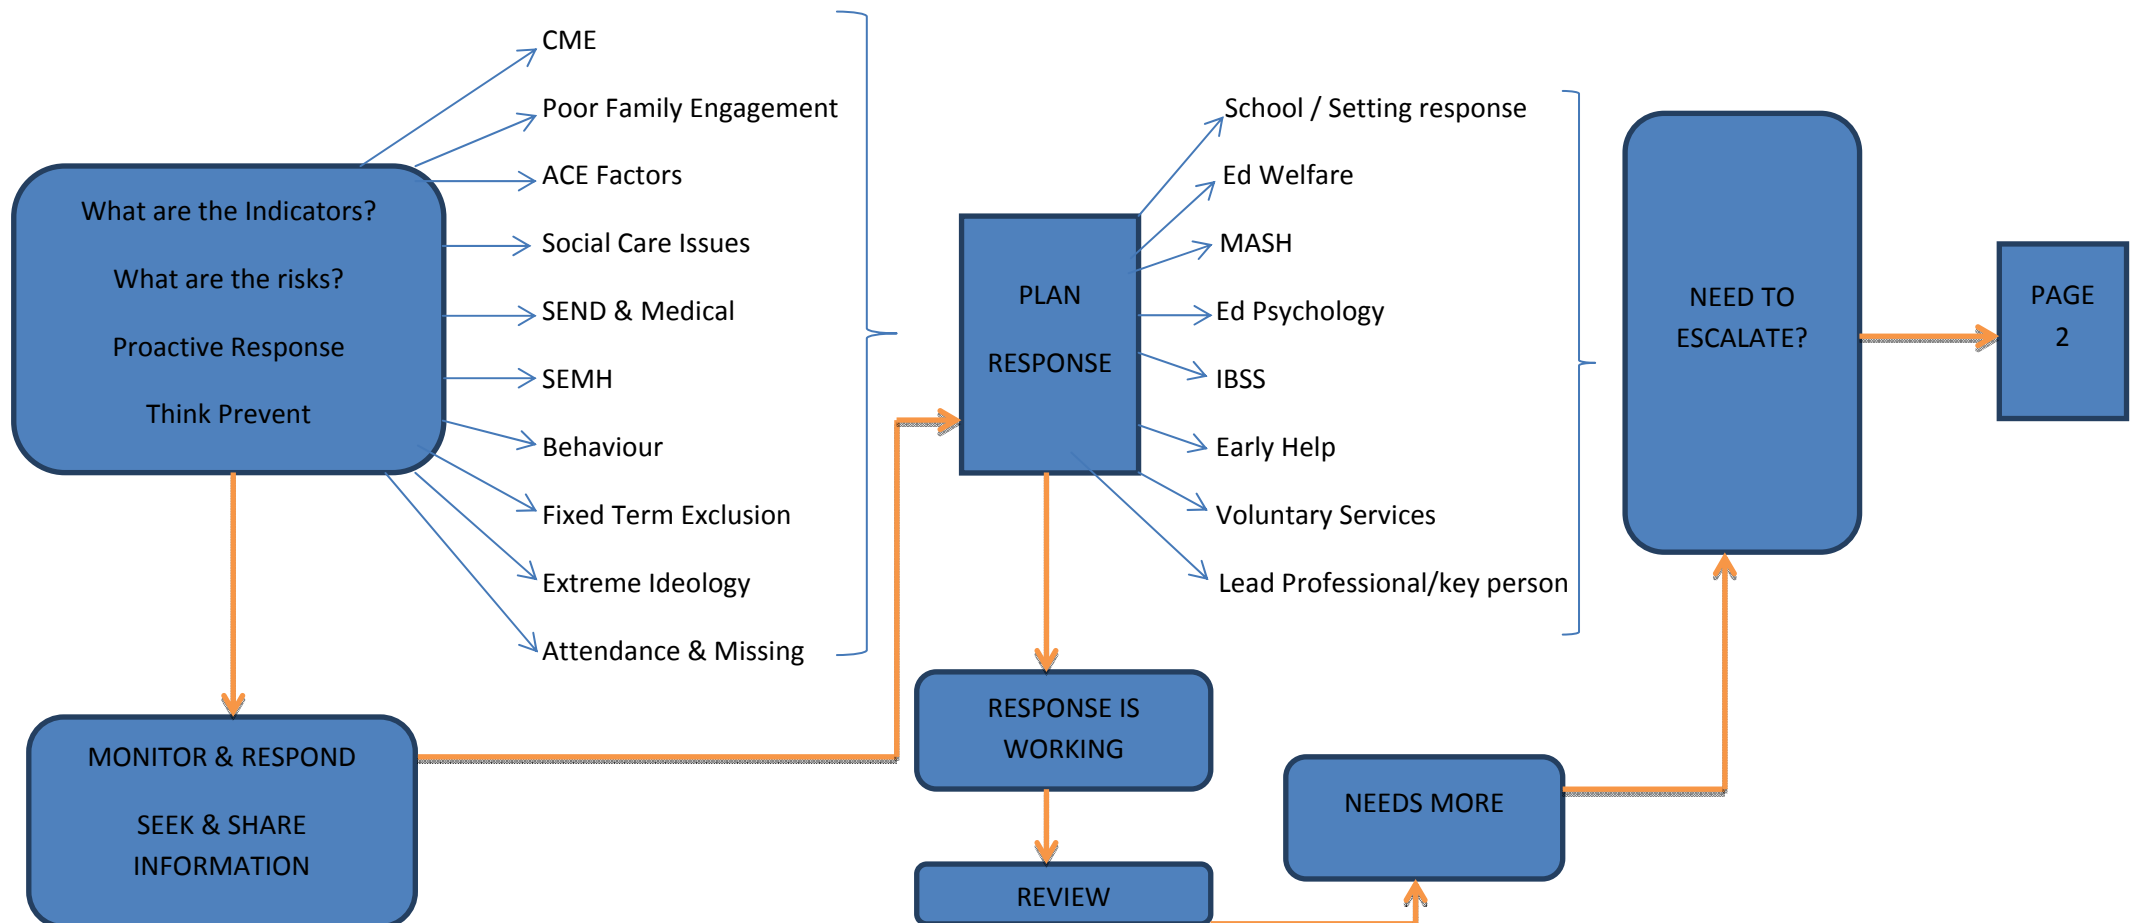 What are the Indicators?
What are the risks?
Proactive Response
Think Prevent
CME
Poor Family Engagement
ACE Factors
Social Care Issues
SEND & Medical
SEMH
Behaviour
Fixed Term Exclusion
Extreme Ideology
Attendance & Missing
MONITOR & RESPOND
SEEK & SHARE
INFORMATION
PLAN
RESPONSE
School / Setting response
Ed Welfare
MASH
Ed Psychology
IBSS
Early Help
Voluntary Services
Lead Professional/key person
RESPONSE IS
WORKING
REVIEW
NEEDS MORE
NEED TO
ESCALATE?
PAGE
2